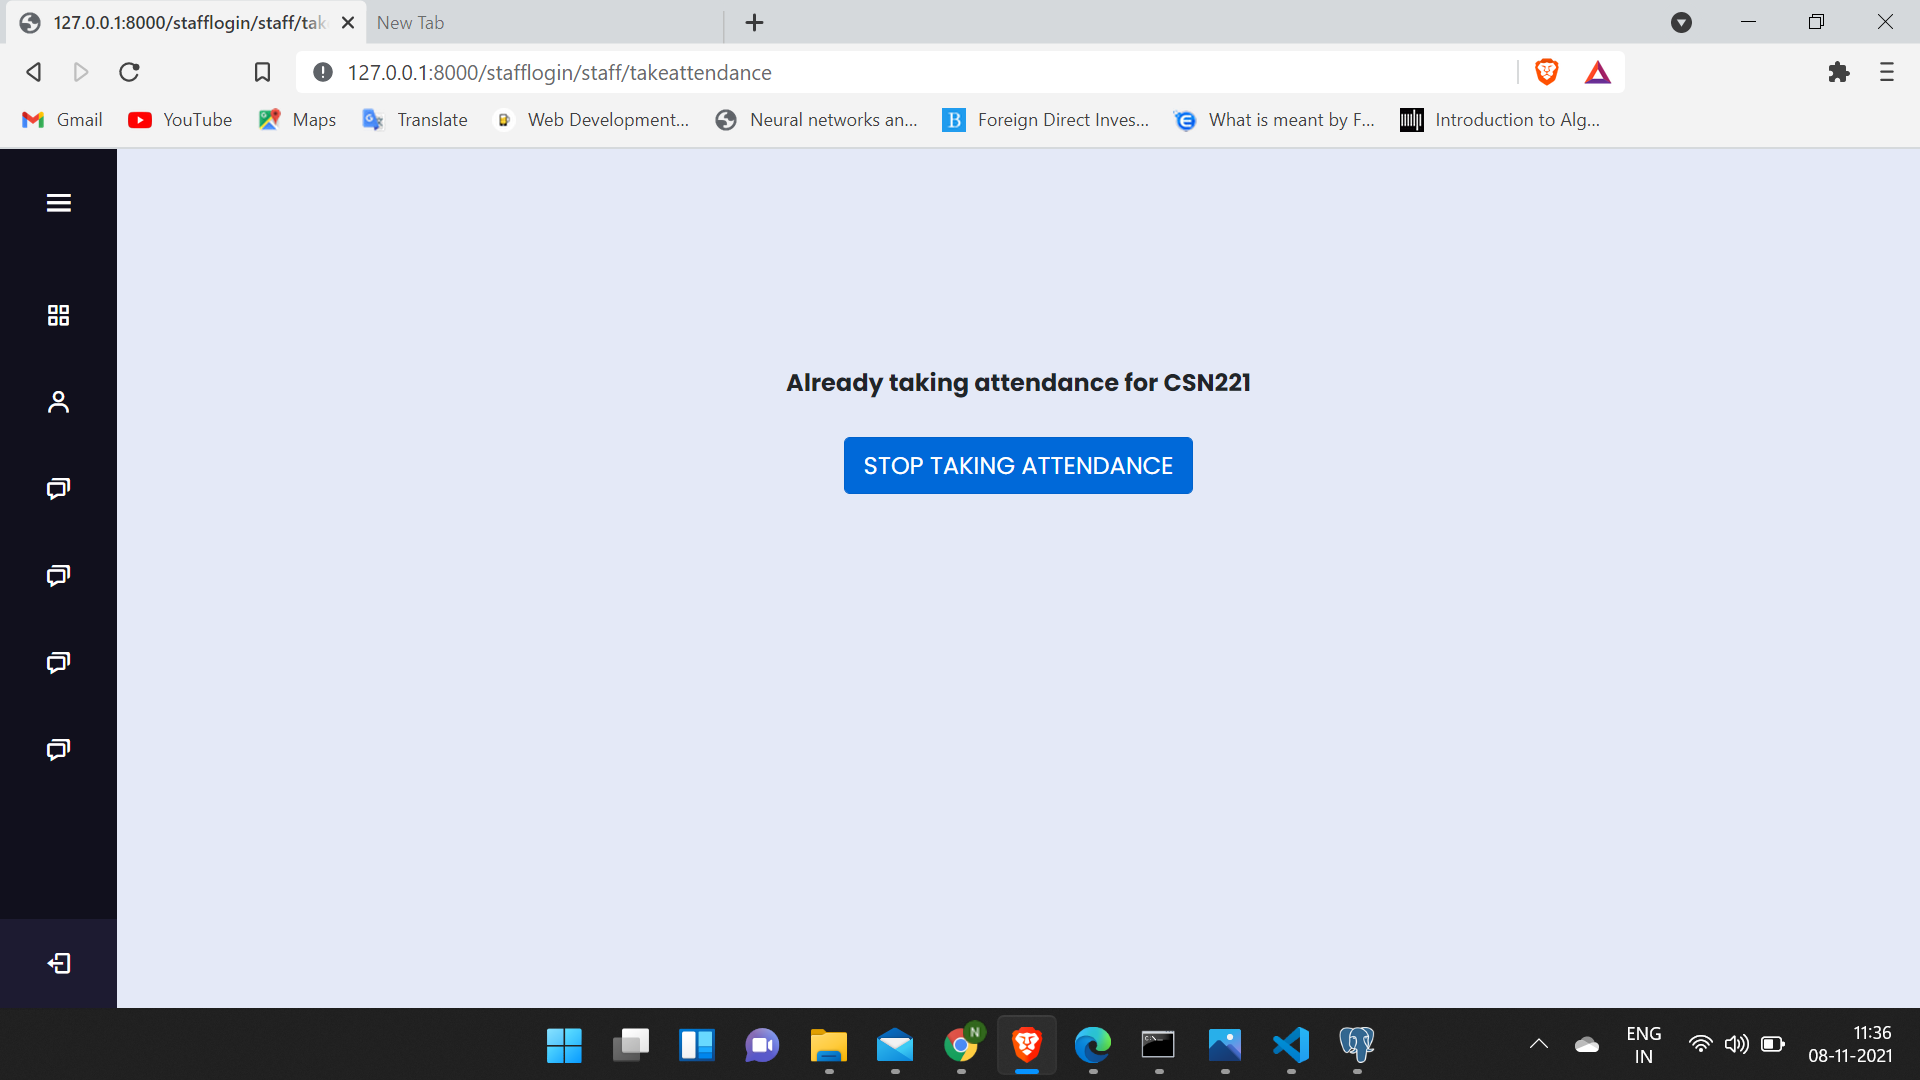 127.0.0.1:8000/stafflogin/staff/tak
New Tab
127.0.0.1:8000/stafflogin/staff/takeattendance
Gmail
YouTube
Maps
Translate
Web Development...
Neural networks an...
B
Foreign Direct Inves...
What is meant by F...
Introduction to Alg...
Already taking attendance for CSN221
STOP TAKING ATTENDANCE
N
ENG
IN
11:36
08-11-2021